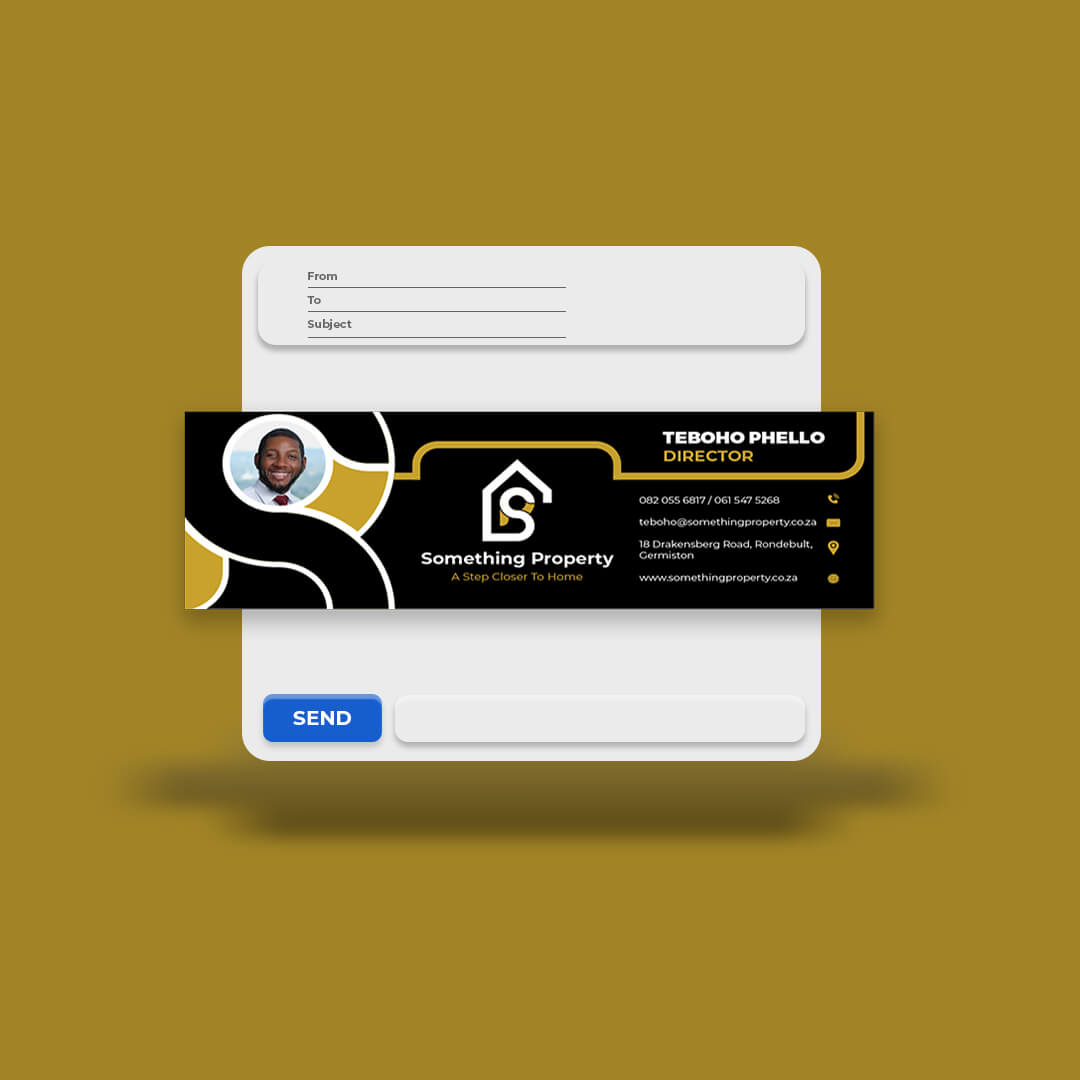 From
To
Subject
TEBOHO PHELLO
DIRECTOR
082 055 6817 / 061 547 5268
teboho@somethingproperty.co.za
18 Drakensberg Road, Rondebult,
Germiston
www.somethingproperty.co.za
Something Property
A Step Closer To Home
SEND